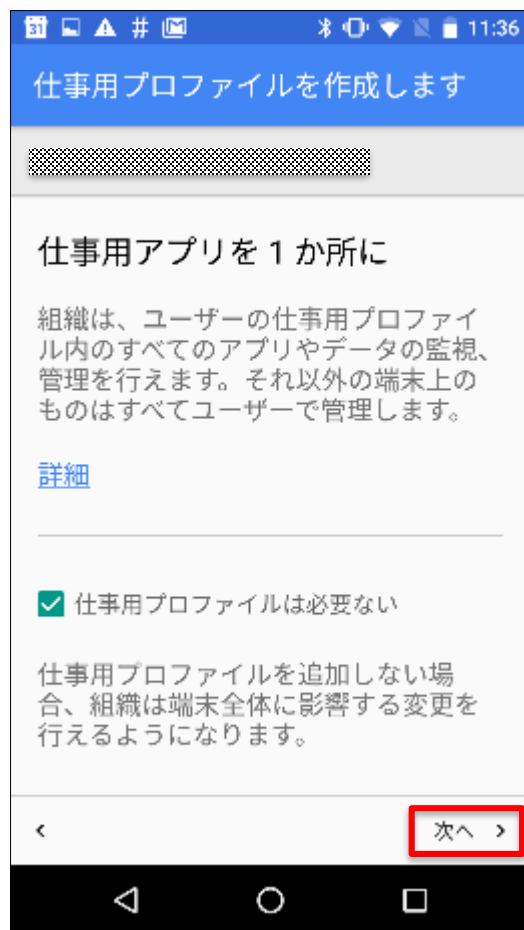 31 # M 11:36
仕事用プロファイルを作成します
仕事用アプリを 1 か所に
組織は、ユーザーの仕事用プロファイ
ル内のすべてのアプリやデータの監視、
管理を行えます。それ以外の端末上の
ものはすべてユーザーで管理します。
詳細
仕事用プロファイルは必要ない
仕事用プロファイルを追加しない場
合、組織は端末全体に影響する変更を
行えるようになります。
次へ